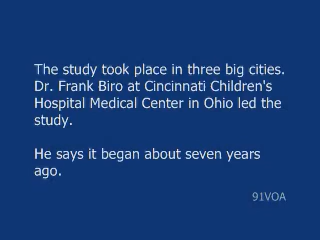 The study took place in three big cities.
Dr. Frank Biro at Cincinnati Children's
Hospital Medical Center in Ohio led the
study.
He says it began about seven years
ago.
91VOA